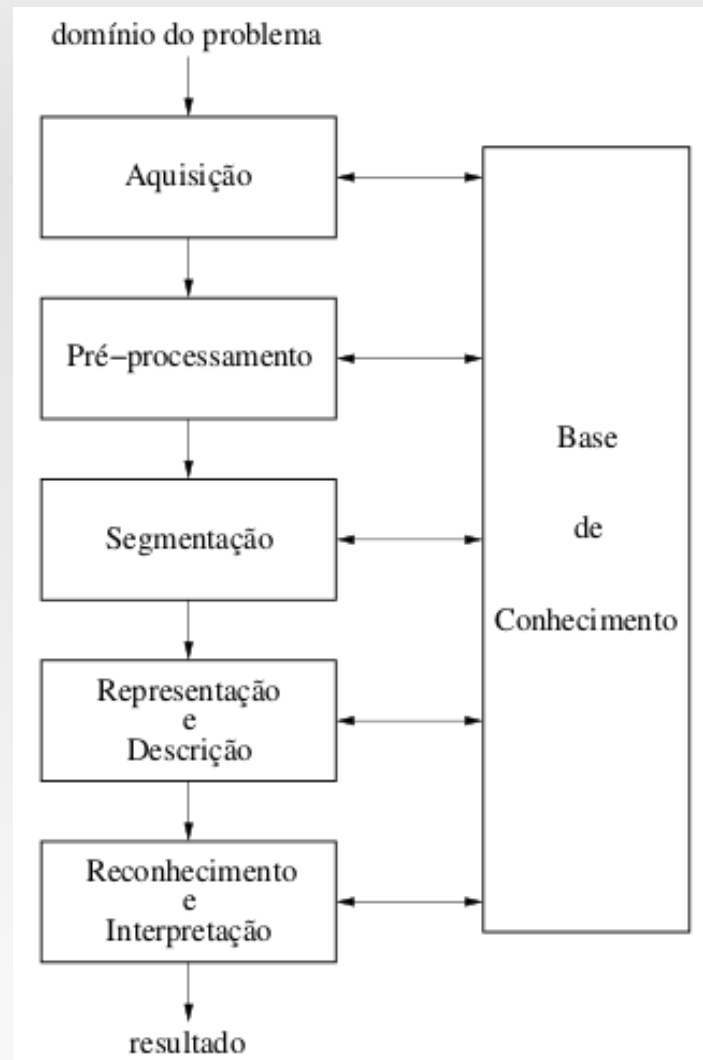 domínio do problema
Aquisição
Pré−processamento
Segmentação
Representação
e
Descrição
Reconhecimento
e
Interpretação
resultado
Base
de
Conhecimento